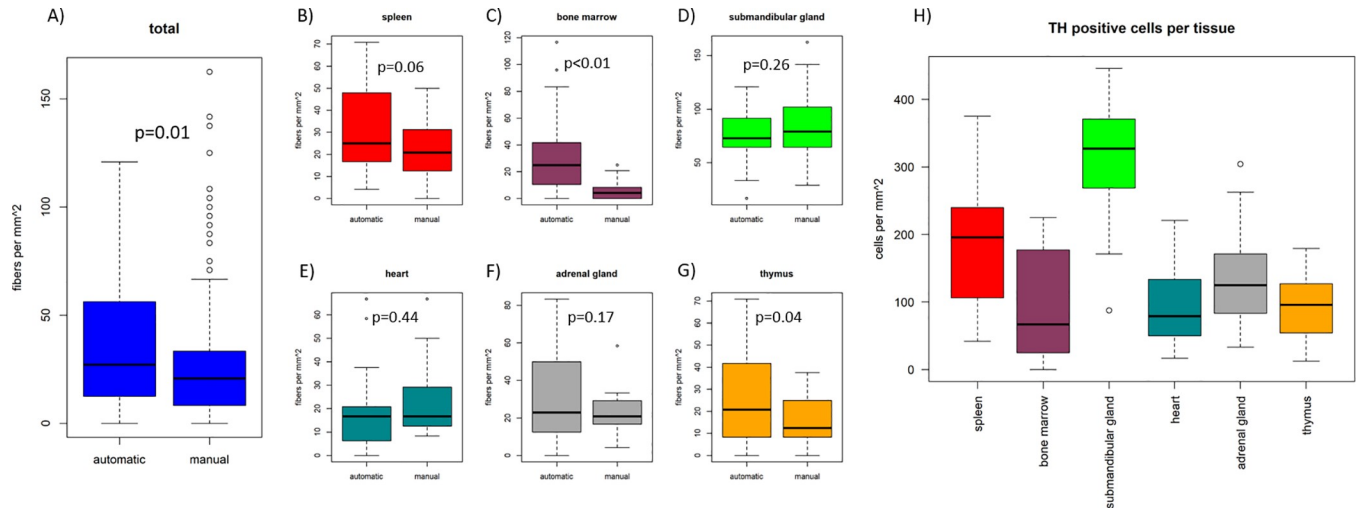 A)
total
fibers per mm^2
150
100
50
0
p=0.01
automatic manual
B)
spleen
fibers per mm^2
70
60
50
40
30
20
10
0
p=0.06
automatic manual
C)
bone marrow
fibers per mm^2
120
100
80
60
40
20
0
p<0.01
automatic manual
D)
submandibular gland
fibers per mm^2
150
100
50
p=0.26
automatic manual
E)
heart
fibers per mm^2
60
50
40
30
20
10
0
p=0.44
automatic manual
F)
adrenal gland
fibers per mm^2
80
60
40
20
0
p=0.17
automatic manual
G)
thymus
fibers per mm^2
70
60
50
40
30
20
10
0
p=0.04
automatic manual
H)
TH positive cells per tissue
cells per mm^2
400
300
200
100
0
spleen
bone marrow
submandibular gland
heart
adrenal gland
thymus